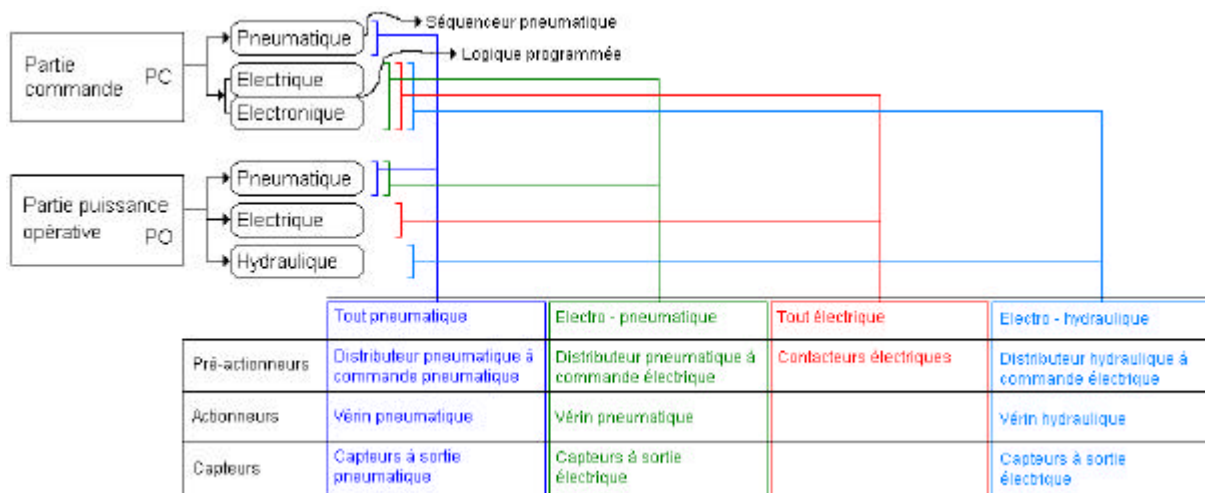 Séquenceur pneumatique
Pneumatique
Logique programmée
Partie
commande PC
Electrique
Electronique
Pneumatique
Partie puissance
opérative PO
Electrique
Hydraulique
Tout pneumatique
Electro - pneumatique
Tout électrique
Electro - hydraulique
Pré-actionneurs
Distributeur pneumatique à
commande pneumatique
Distributeur pneumatique à
commande électrique
Contacteurs électriques
Distributeur hydraulique à
commande électrique
Actionneurs
Vérin pneumatique
Vérin pneumatique
Vérin hydraulique
Capteurs
Capteurs à sortie
pneumatique
Capteurs à sortie
électrique
Capteurs à sortie
électrique